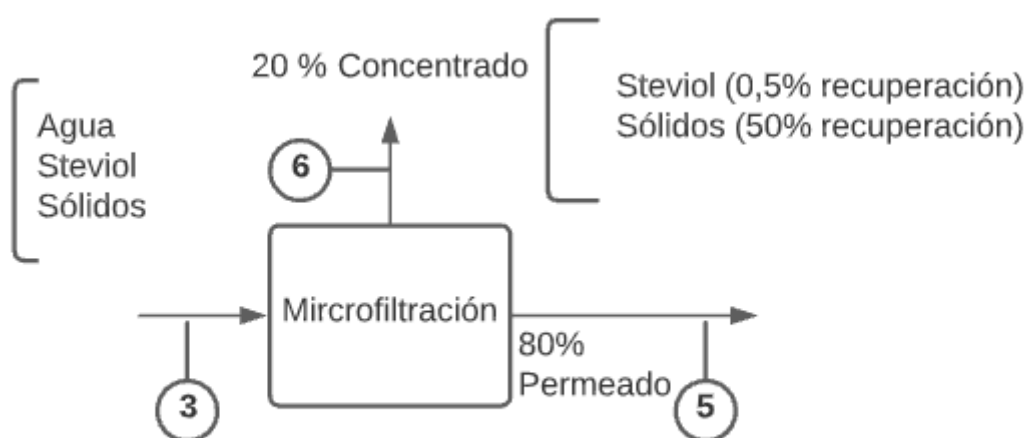 20 % Concentrado
Steviol (0,5% recuperación)
Sólidos (50% recuperación)
Agua
Steviol
Sólidos
6
Mircrofiltración
80%
Permeado
3
5